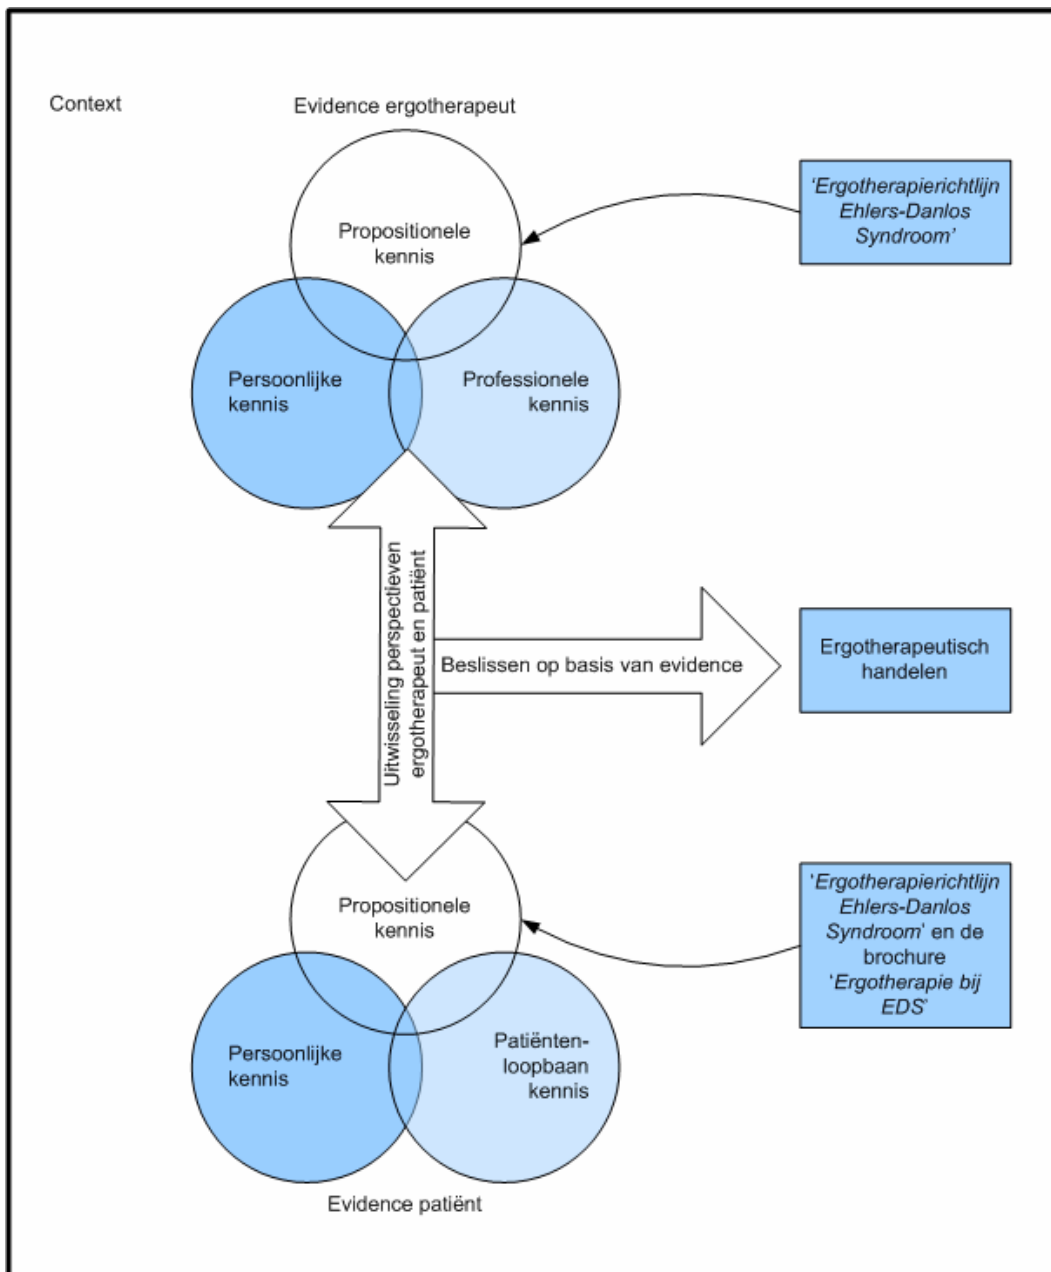 Context
Evidence ergotherapeut
Propositionele
kennis
‘Ergotherapierichtlijn
Ehlers-Danlos
Syndroom’
Persoonlijke
kennis
Professionele
kennis
Uitwisseling perspectieven
ergotherapeut en patiënt
Beslissen op basis van evidence
Ergotherapeutisch
handelen
Propositionele
kennis
‘Ergotherapierichtlijn
Ehlers-Danlos
Syndroom’ en de
brochure
‘Ergotherapie bij
EDS’
Persoonlijke
kennis
Patiënten-
loopbaan
kennis
Evidence patiënt